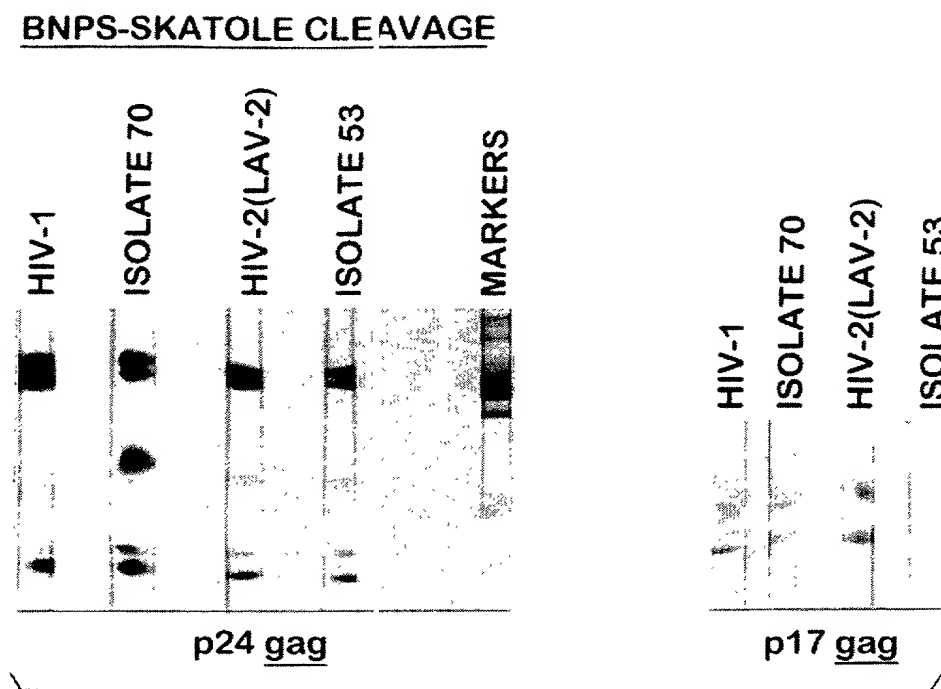 BNPS-SKATOLE CLEAVAGE
HIV-1
ISOLATE 70
HIV-2(LAV-2)
ISOLATE 53
MARKERS
p24 gag
HIV-1
ISOLATE 70
HIV-2(LAV-2)
ISOLATE 53
p17 gag